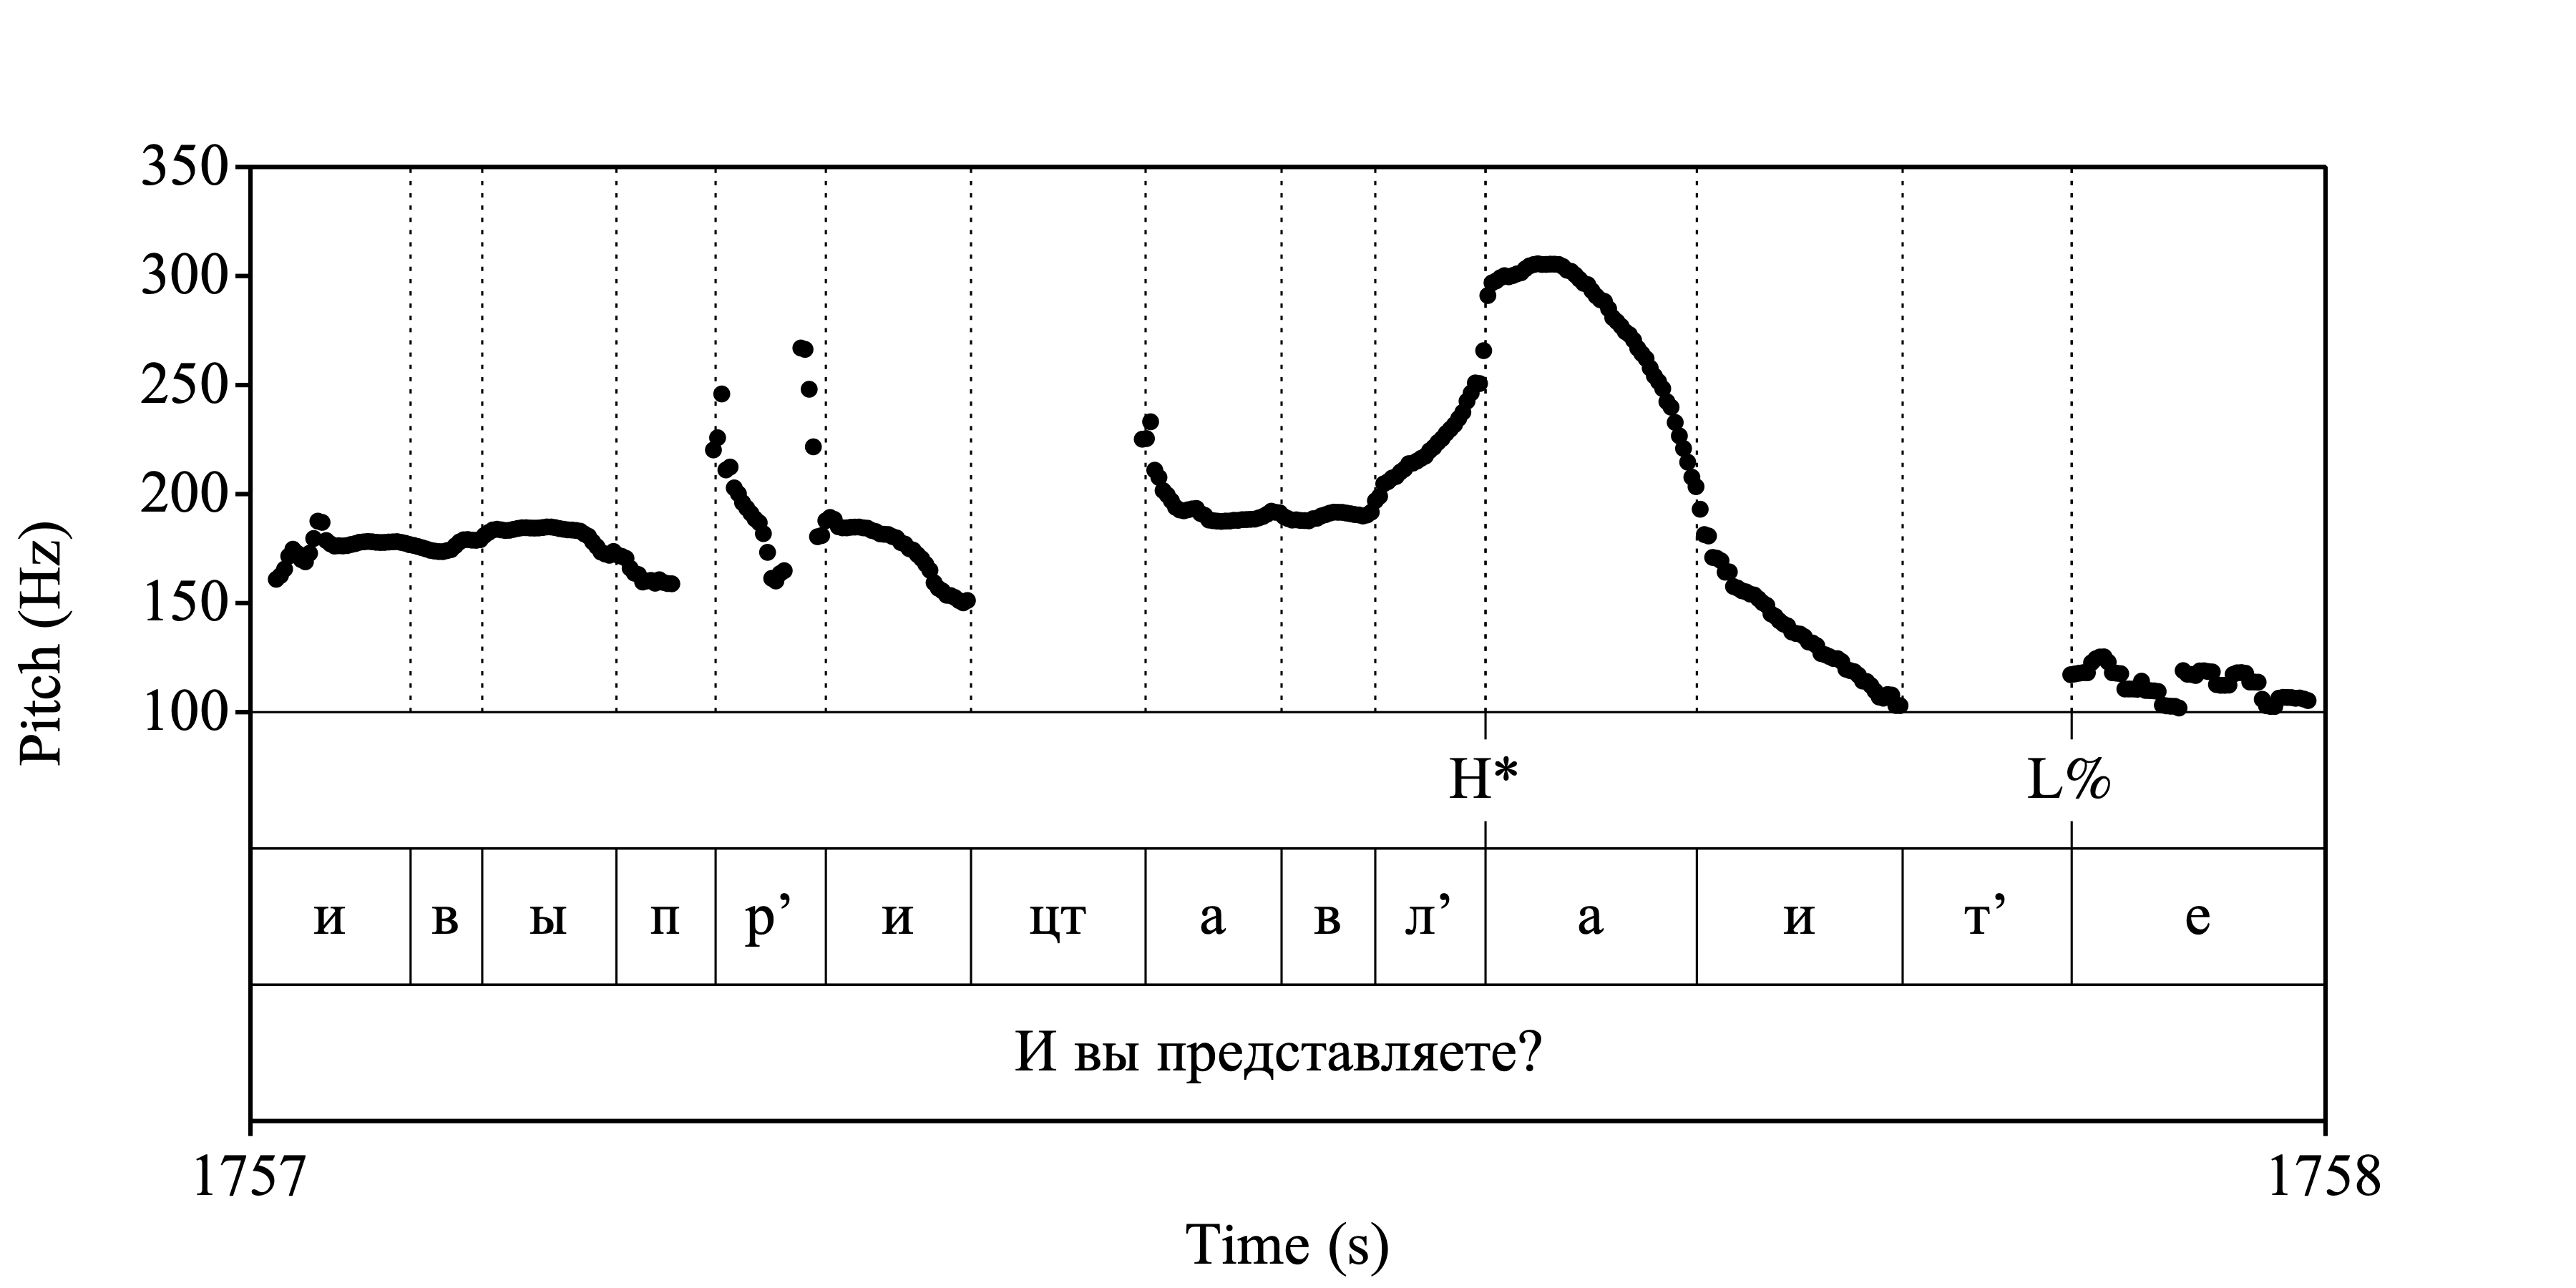 350
300
250
200
150
100
Pitch (Hz)
H* L%
и в ы п р’ и цт а в л’ а и т’ е
И вы представляете?
1757 1758
Time (s)